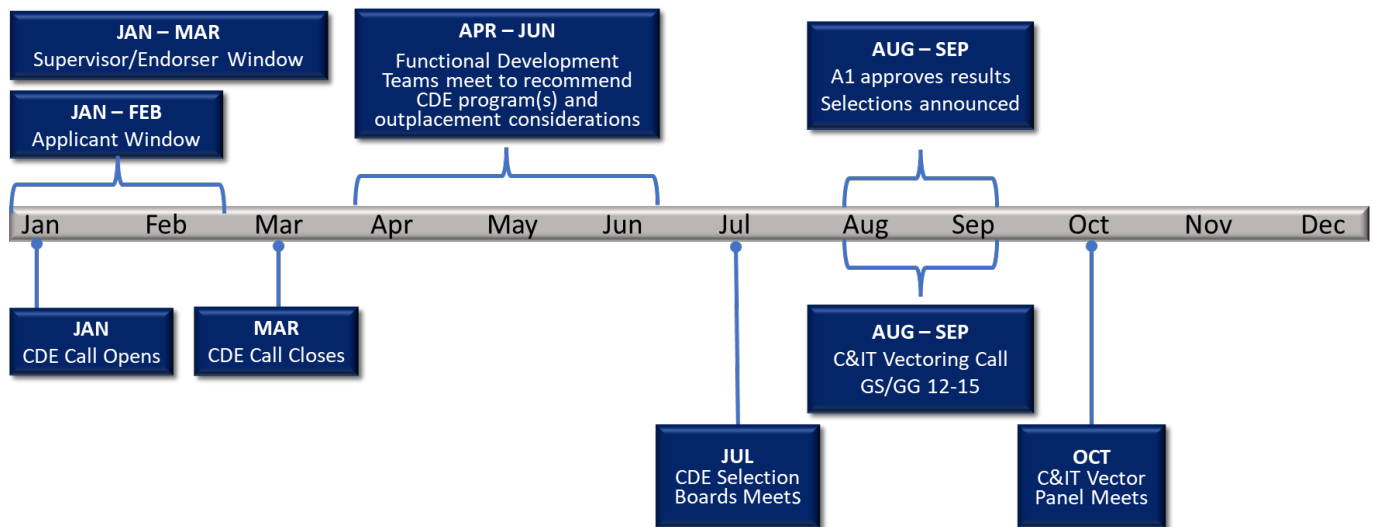 JAN – MAR
Supervisor/Endorser Window
JAN – FEB
Applicant Window
APR – JUN
Functional Development
Teams meet to recommend
CDE program(s) and
outplacement considerations
AUG – SEP
A1 approves results
Selections announced
Jan Feb Mar Apr May Jun Jul Aug Sep Oct Nov Dec
JAN
CDE Call Opens
MAR
CDE Call Closes
AUG – SEP
C&IT Vectoring Call
GS/GG 12-15
JUL
CDE Selection
Boards Meets
OCT
C&IT Vector
Panel Meets